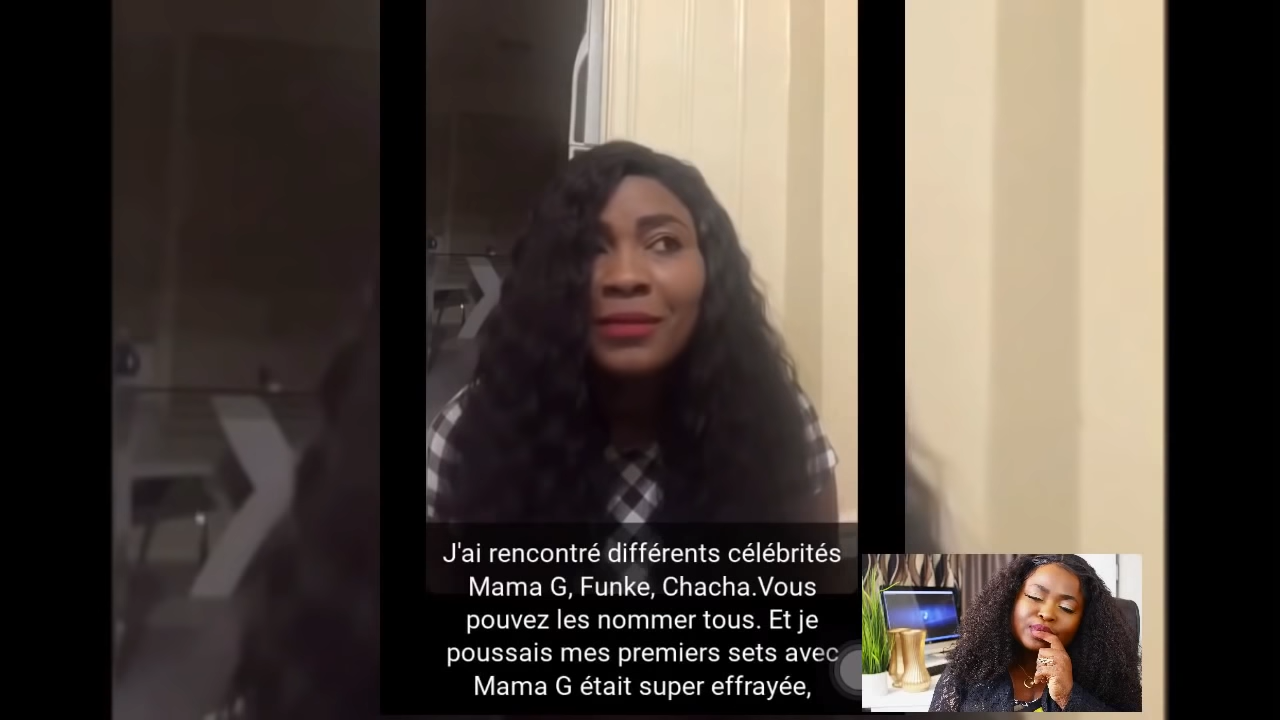 J'ai rencontré différents célébrités
Mama G, Funke, Chacha.Vous
pouvez les nommer tous. Et je
poussais mes premiers sets avec
Mama G était super effrayée,